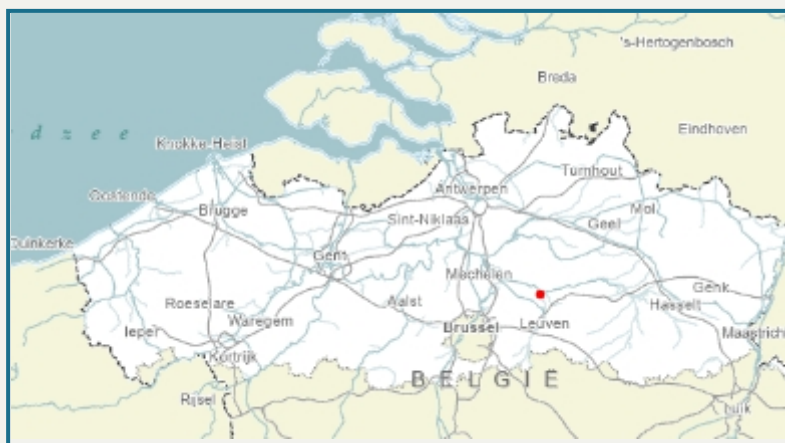 's-Hertogenbosch
Breda
Eindhoven
d z e e
Knokke-Heist
Turnhout
Antwerpen
Oostende
Mol
Brugge
Sint-Niklaas
Geel
Duinkerke
Gent
Mechelen
Genk
Roeselare
Aalst
Hasselt
Waregem
Brussel
Leuven
Ieper
Maastrich
Kortrijk
BELGIË
Rijsel
Luik